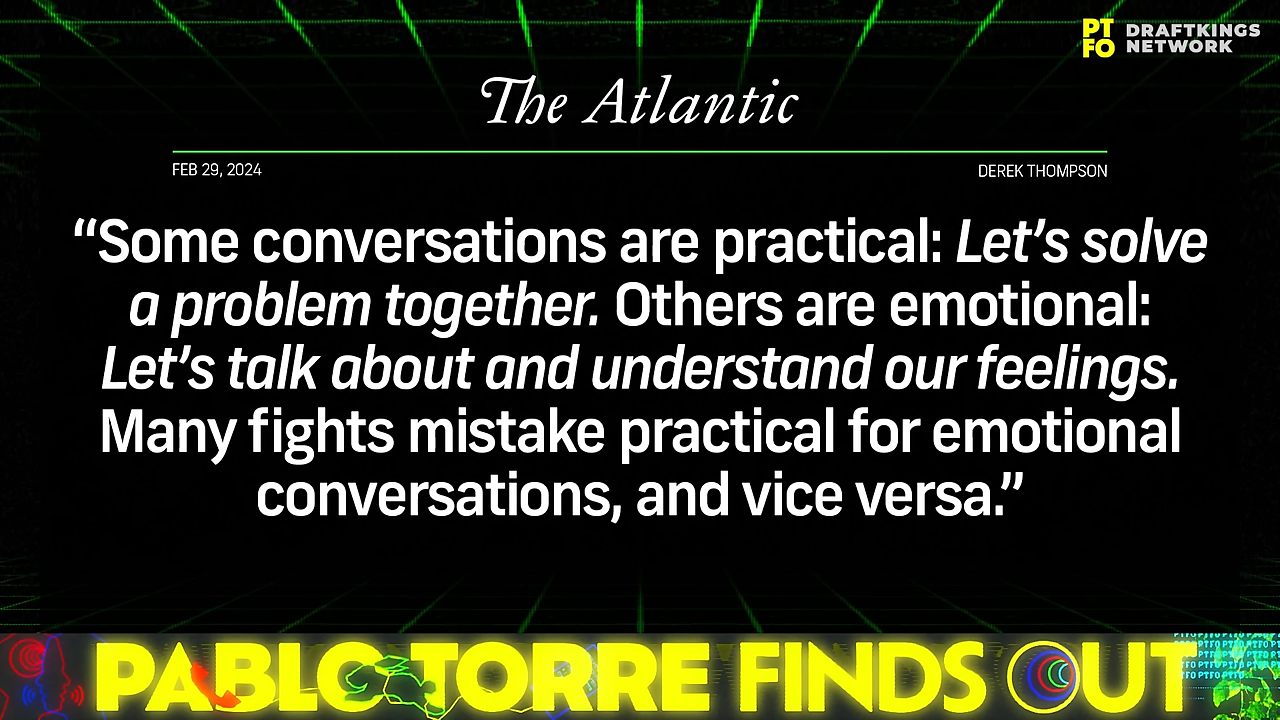 PT FO DRAFTKINGS NETWORK
The Atlantic
FEB 29, 2024
DEREK THOMPSON
“Some conversations are practical: Let’s solve
a problem together. Others are emotional:
Let’s talk about and understand our feelings.
Many fights mistake practical for emotional
conversations, and vice versa.”
PABLO TORRE FINDS OUT